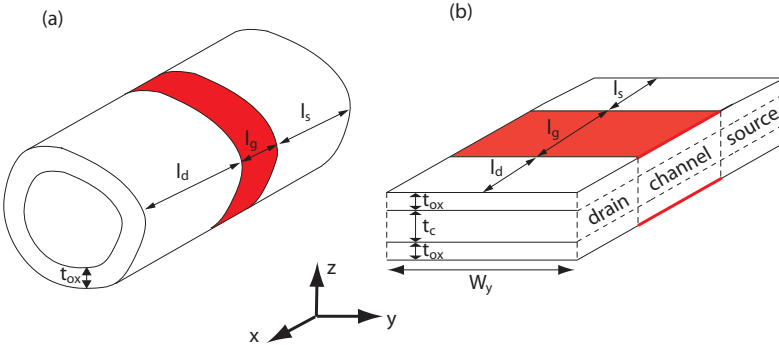 (a)
l_s
l_g
l_d
t_ox
z
y
x
(b)
l_s
l_g
l_d
t_ox
t_c
t_ox
W_y
drain
channel
source